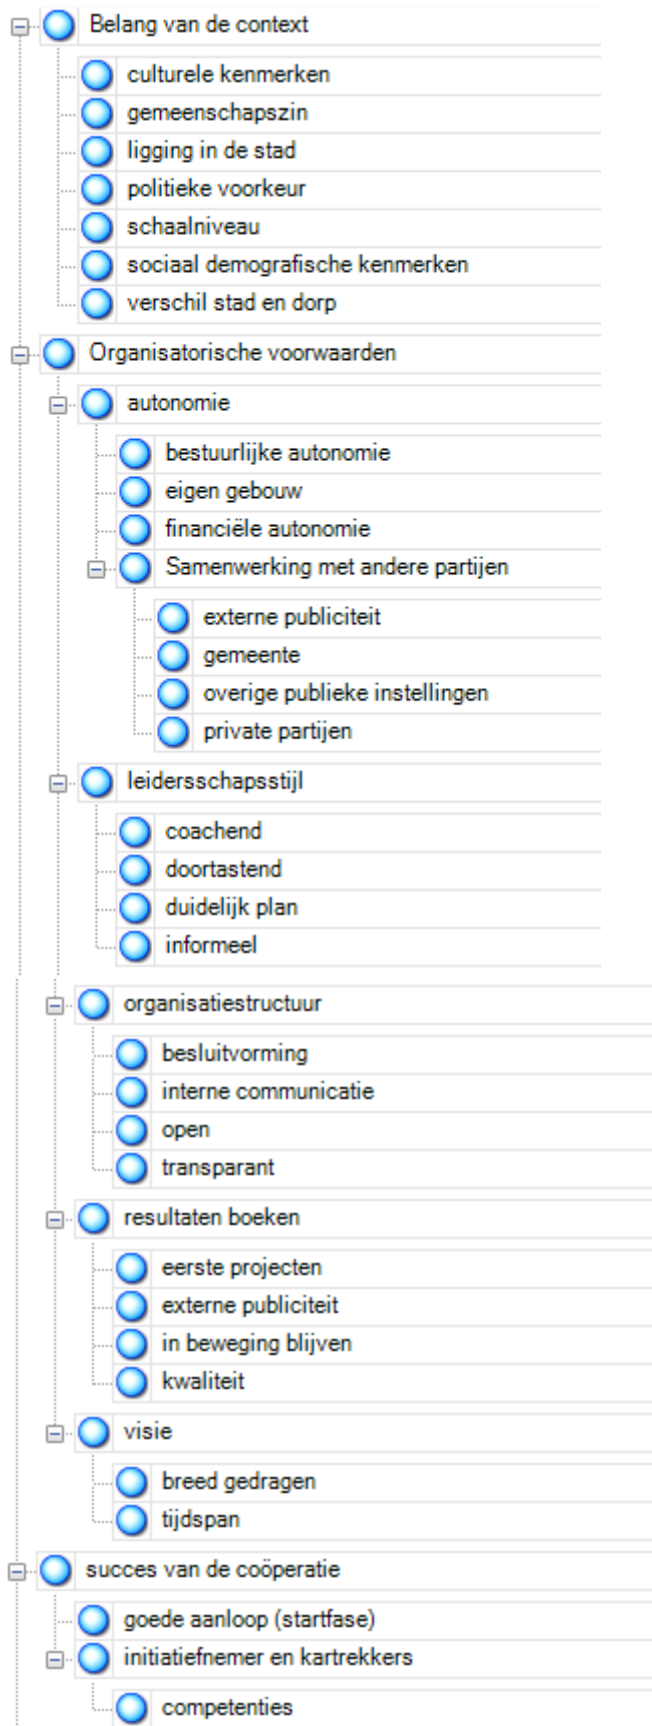 Belang van de context
culturele kenmerken
gemeenschapszin
ligging in de stad
politieke voorkeur
schaalniveau
sociaal demografische kenmerken
verschil stad en dorp
Organisatorische voorwaarden
autonomie
bestuurlijke autonomie
eigen gebouw
financiële autonomie
Samenwerking met andere partijen
externe publiciteit
gemeente
overige publieke instellingen
private partijen
leidersschapsstijl
coachend
doortastend
duidelijk plan
informeel
organisatiestructuur
besluitvorming
interne communicatie
open
transparant
resultaten boeken
eerste projecten
externe publiciteit
in beweging blijven
kwaliteit
visie
breed gedragen
tijdspan
succes van de coöperatie
goede aanloop (startfase)
initiatiefnemer en kartrekkers
competenties